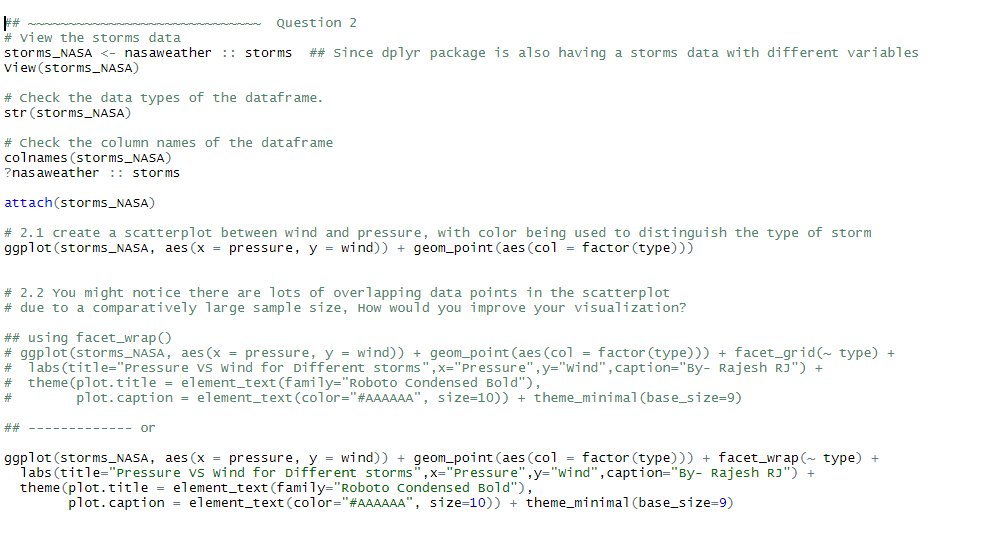 ## ~~~~~~~~~~~~~~~~~~~~~~~~~~~~~ Question 2
# View the storms data
storms_NASA <- nasaweather :: storms  ## Since dplyr package is also having a storms data with different variables
View(storms_NASA)
# Check the data types of the dataframe.
str(storms_NASA)
# Check the column names of the dataframe
colnames(storms_NASA)
?nasaweather :: storms
attach(storms_NASA)
# 2.1 create a scatterplot between wind and pressure, with color being used to distinguish the type of storm
ggplot(storms_NASA, aes(x = pressure, y = wind)) + geom_point(aes(col = factor(type)))
# 2.2 You might notice there are lots of overlapping data points in the scatterplot
# due to a comparatively large sample size, How would you improve your visualization?
## using facet_wrap()
# ggplot(storms_NASA, aes(x = pressure, y = wind)) + geom_point(aes(col = factor(type))) + facet_grid(~ type) +
#  labs(title="Pressure VS Wind for Different storms",x="Pressure",y="Wind",caption="By- Rajesh RJ") +
#  theme(plot.title = element_text(family="Roboto Condensed Bold"),
#        plot.caption = element_text(color="#AAAAAA", size=10)) + theme_minimal(base_size=9)
## ------------- or
ggplot(storms_NASA, aes(x = pressure, y = wind)) + geom_point(aes(col = factor(type))) + facet_wrap(~ type) +
  labs(title="Pressure VS Wind for Different storms",x="Pressure",y="Wind",caption="By- Rajesh RJ") +
  theme(plot.title = element_text(family="Roboto Condensed Bold"),
        plot.caption = element_text(color="#AAAAAA", size=10)) + theme_minimal(base_size=9)